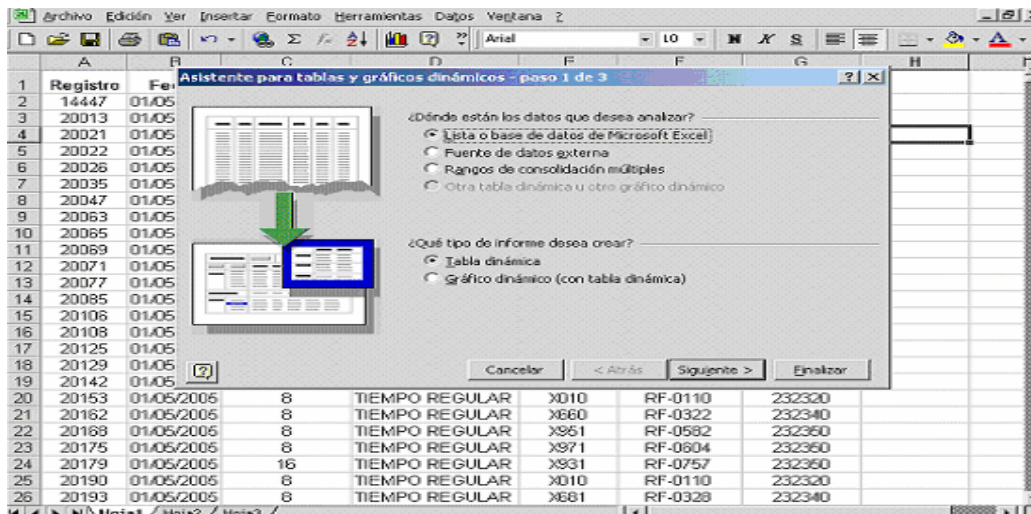 Archivo Edición Ver Insertar Formato Herramientas Datos Ventana ?
Arial 10 N K S
A B C D E F G H
Asistente para tablas y gráficos dinámicos - paso 1 de 3
1 Registro
2 14447 01/05
3 20013 01/05
4 20021 01/05
5 20022 01/05
6 20026 01/05
7 20035 01/05
8 20047 01/05
9 20063 01/05
10 20065 01/05
11 20069 01/05
12 20071 01/05
13 20077 01/05
14 20085 01/05
15 20106 01/05
16 20108 01/05
17 20125 01/05
18 20129 01/05
19 20142 01/05
¿Dónde están los datos que desea analizar?
Lista o base de datos de Microsoft Excel
Fuente de datos externa
Rangos de consolidación múltiples
Otra tabla dinámica u otro gráfico dinámico
¿Qué tipo de informe desea crear?
Tabla dinámica
Gráfico dinámico (con tabla dinámica)
Cancelar < Atrás Siguiente > Finalizar
20 20153 01/05/2005 8 TIEMPO REGULAR X010 RF-0110 232320
21 20162 01/05/2005 8 TIEMPO REGULAR X660 RF-0322 232340
22 20168 01/05/2005 8 TIEMPO REGULAR X951 RF-0582 232350
23 20175 01/05/2005 8 TIEMPO REGULAR X971 RF-0604 232350
24 20179 01/05/2005 16 TIEMPO REGULAR X931 RF-0757 232350
25 20190 01/05/2005 8 TIEMPO REGULAR X010 RF-0110 232320
26 20193 01/05/2005 8 TIEMPO REGULAR X681 RF-0328 232340
Hoja1 / Hoja2 / Hoja3